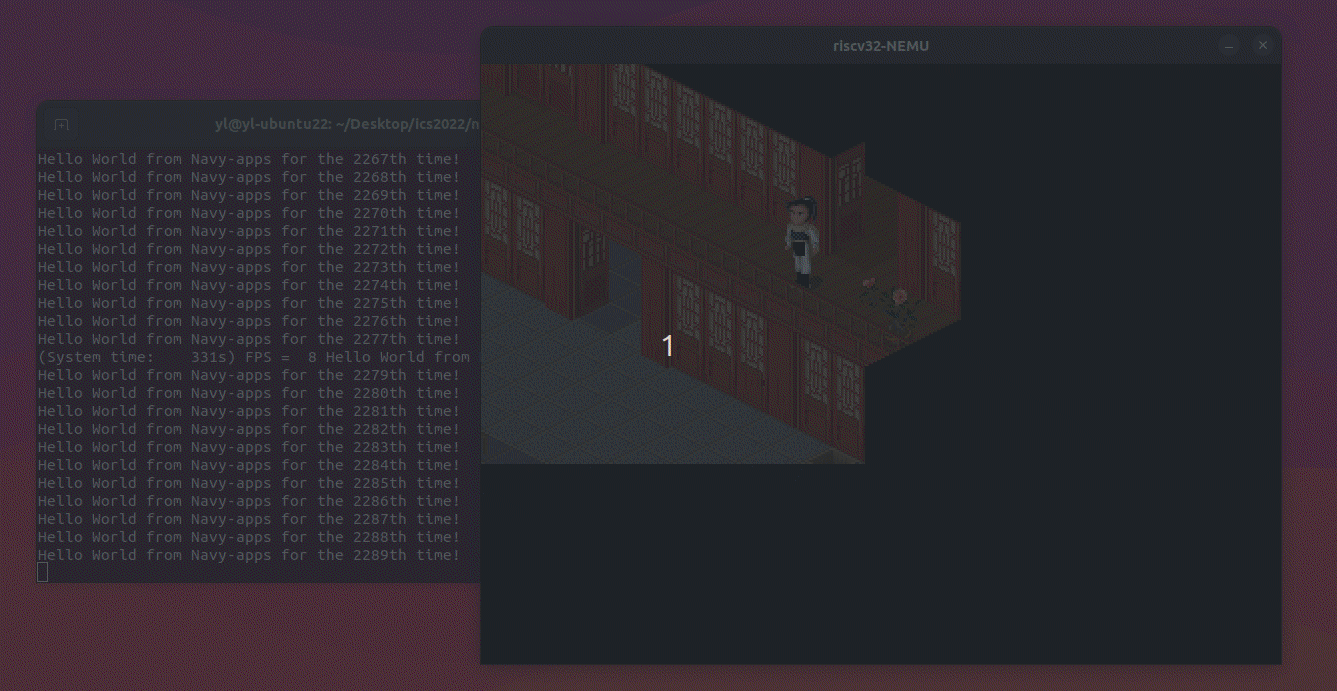 riscv32-NEMU
yl@yl-ubuntu22: ~/Desktop/ics2022/n
Hello World from Navy-apps for the 2267th time!
Hello World from Navy-apps for the 2268th time!
Hello World from Navy-apps for the 2269th time!
Hello World from Navy-apps for the 2270th time!
Hello World from Navy-apps for the 2271th time!
Hello World from Navy-apps for the 2272th time!
Hello World from Navy-apps for the 2273th time!
Hello World from Navy-apps for the 2274th time!
Hello World from Navy-apps for the 2275th time!
Hello World from Navy-apps for the 2276th time!
Hello World from Navy-apps for the 2277th time!
(System time: 331s) FPS = 8 Hello World from
Hello World from Navy-apps for the 2279th time!
Hello World from Navy-apps for the 2280th time!
Hello World from Navy-apps for the 2281th time!
Hello World from Navy-apps for the 2282th time!
Hello World from Navy-apps for the 2283th time!
Hello World from Navy-apps for the 2284th time!
Hello World from Navy-apps for the 2285th time!
Hello World from Navy-apps for the 2286th time!
Hello World from Navy-apps for the 2287th time!
Hello World from Navy-apps for the 2288th time!
Hello World from Navy-apps for the 2289th time!
1